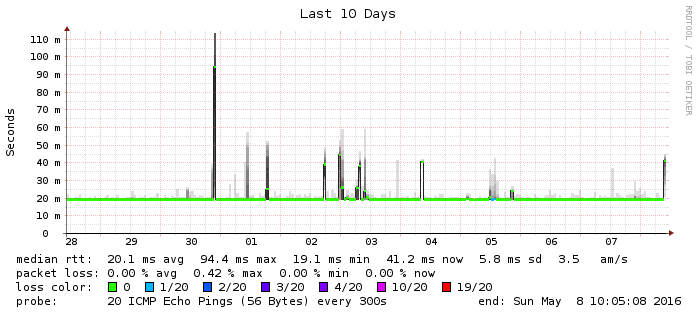 Last 10 Days
RRDTOOL / TOBI OETIKER
Seconds
110 m
100 m
90 m
80 m
70 m
60 m
50 m
40 m
30 m
20 m
10 m
0
28 29 30 01 02 03 04 05 06 07
median rtt: 20.1 ms avg 94.4 ms max 19.1 ms min 41.2 ms now 5.8 ms sd 3.5 am/s
packet loss: 0.00 % avg 0.42 % max 0.00 % min 0.00 % now
loss color: 0 1/20 2/20 3/20 4/20 10/20 19/20
probe: 20 ICMP Echo Pings (56 Bytes) every 300s end: Sun May 8 10:05:08 2016